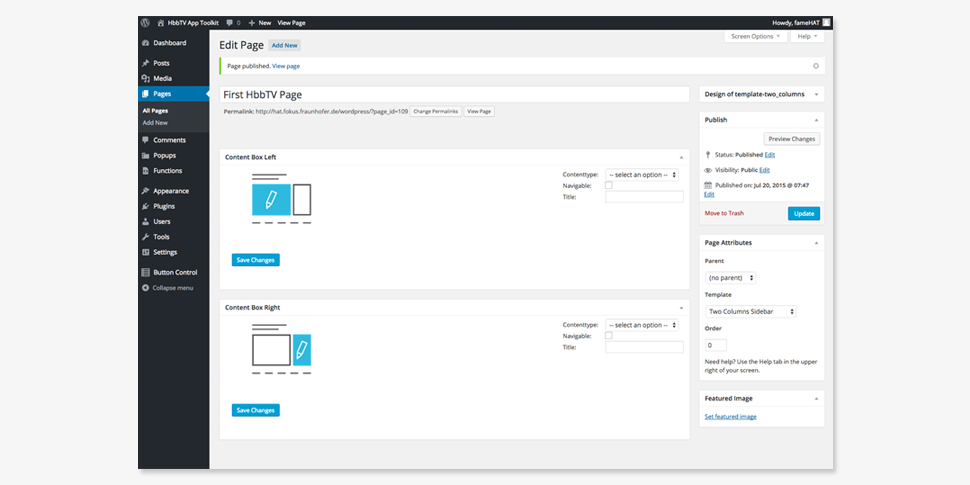 HbbTV App Toolkit 0 + New View Page Howdy, fameHAT
Dashboard
Posts
Media
Pages
All Pages
Add New
Comments
Popups
Functions
Appearance
Plugins
Users
Tools
Settings
Button Control
Collapse menu
Screen Options Help
Edit Page Add New
Page published. View page
First HbbTV Page
Permalink: http://hat.fokus.fraunhofer.de/wordpress/?page_id=109 Change Permalinks View Page
Content Box Left
Contenttype: -- select an option --
Navigable:
Title:
Save Changes
Content Box Right
Contenttype: -- select an option --
Navigable:
Title:
Save Changes
Design of template-two_columns
Publish
Preview Changes
Status: Published Edit
Visibility: Public Edit
Published on: Jul 20, 2015 @ 07:47
Edit
Move to Trash Update
Page Attributes
Parent
(no parent)
Template
Two Columns Sidebar
Order
0
Need help? Use the Help tab in the upper
right of your screen.
Featured Image
Set featured image